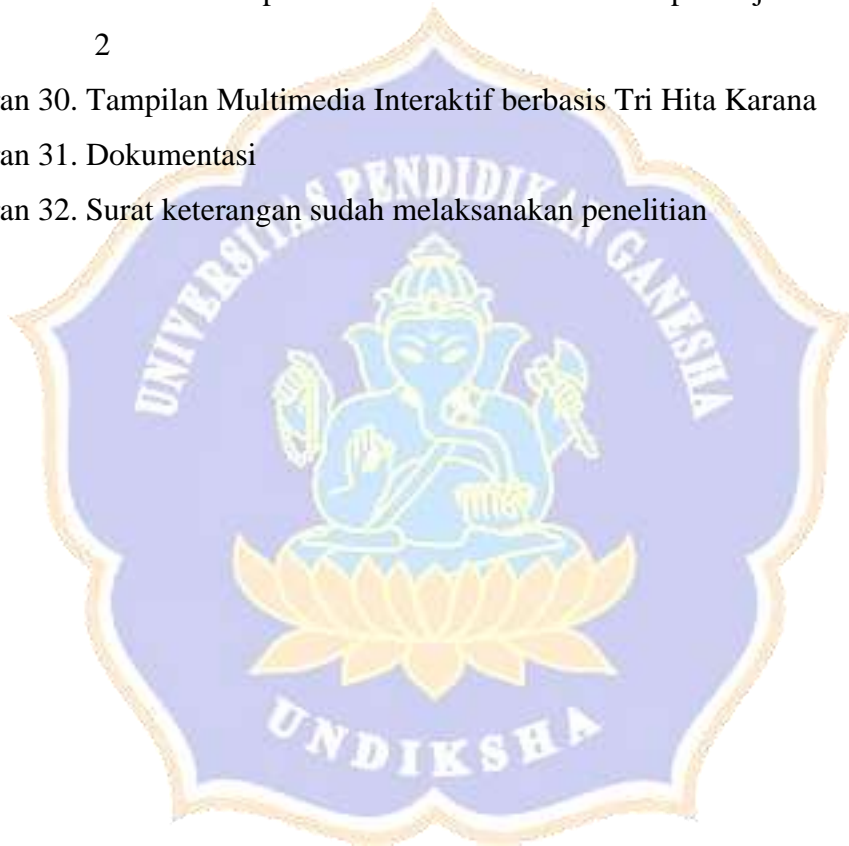 2
an 30. Tampilan Multimedia Interaktif berbasis Tri Hita Karana
an 31. Dokumentasi
an 32. Surat keterangan sudah melaksanakan penelitian
UNIVERSITAS PENDIDIKAN GANESHA
UNDIKSHA